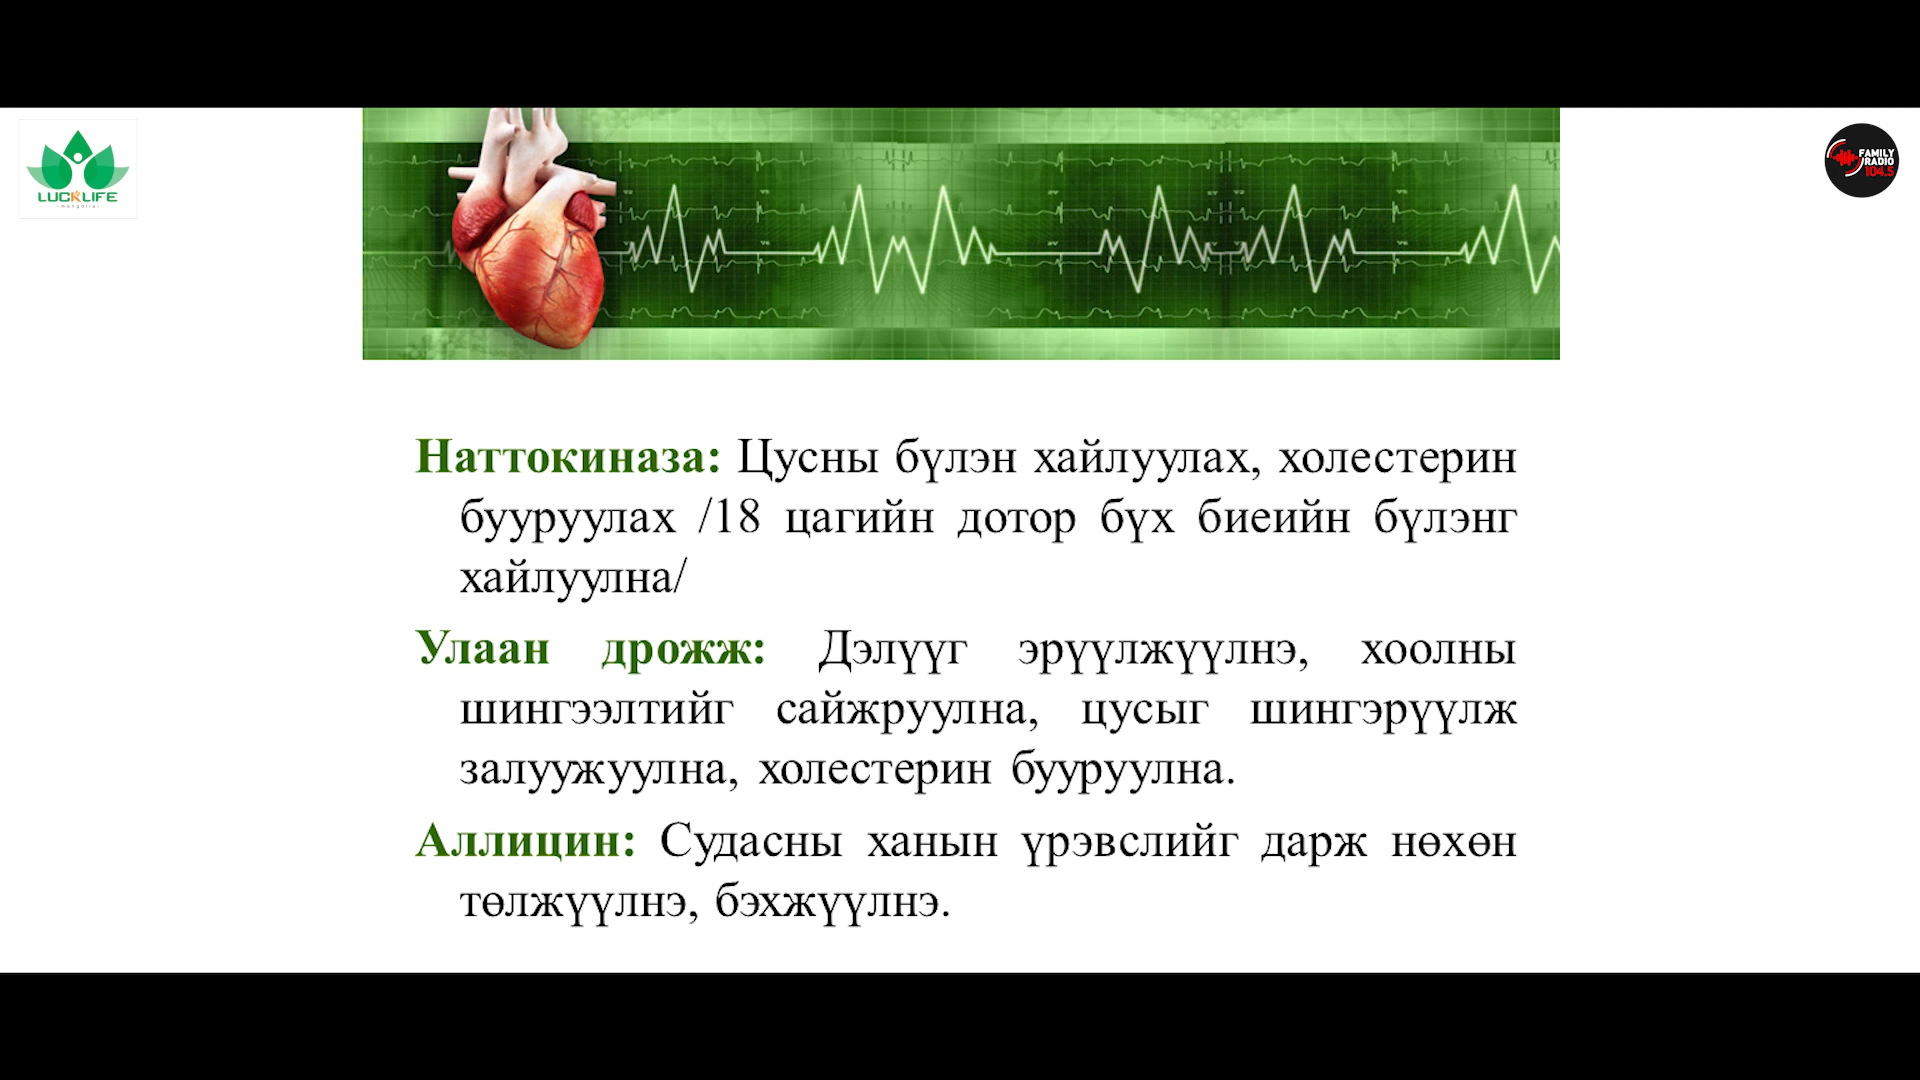 LUCKLIFE
mongolia
FAMILY
RADIO
104.5
Наттокиназа: Цусны бүлэн хайлуулах, холестерин
бууруулах /18 цагийн дотор бүх биеийн бүлэнг
хайлуулна/
Улаан дрожж: Дэлүүг эрүүлжүүлнэ, хоолны
шингээлтийг сайжруулна, цусыг шингэрүүлж
залуужуулна, холестерин бууруулна.
Аллицин: Судасны ханын үрэвслийг дарж нөхөн
төлжүүлнэ, бэхжүүлнэ.